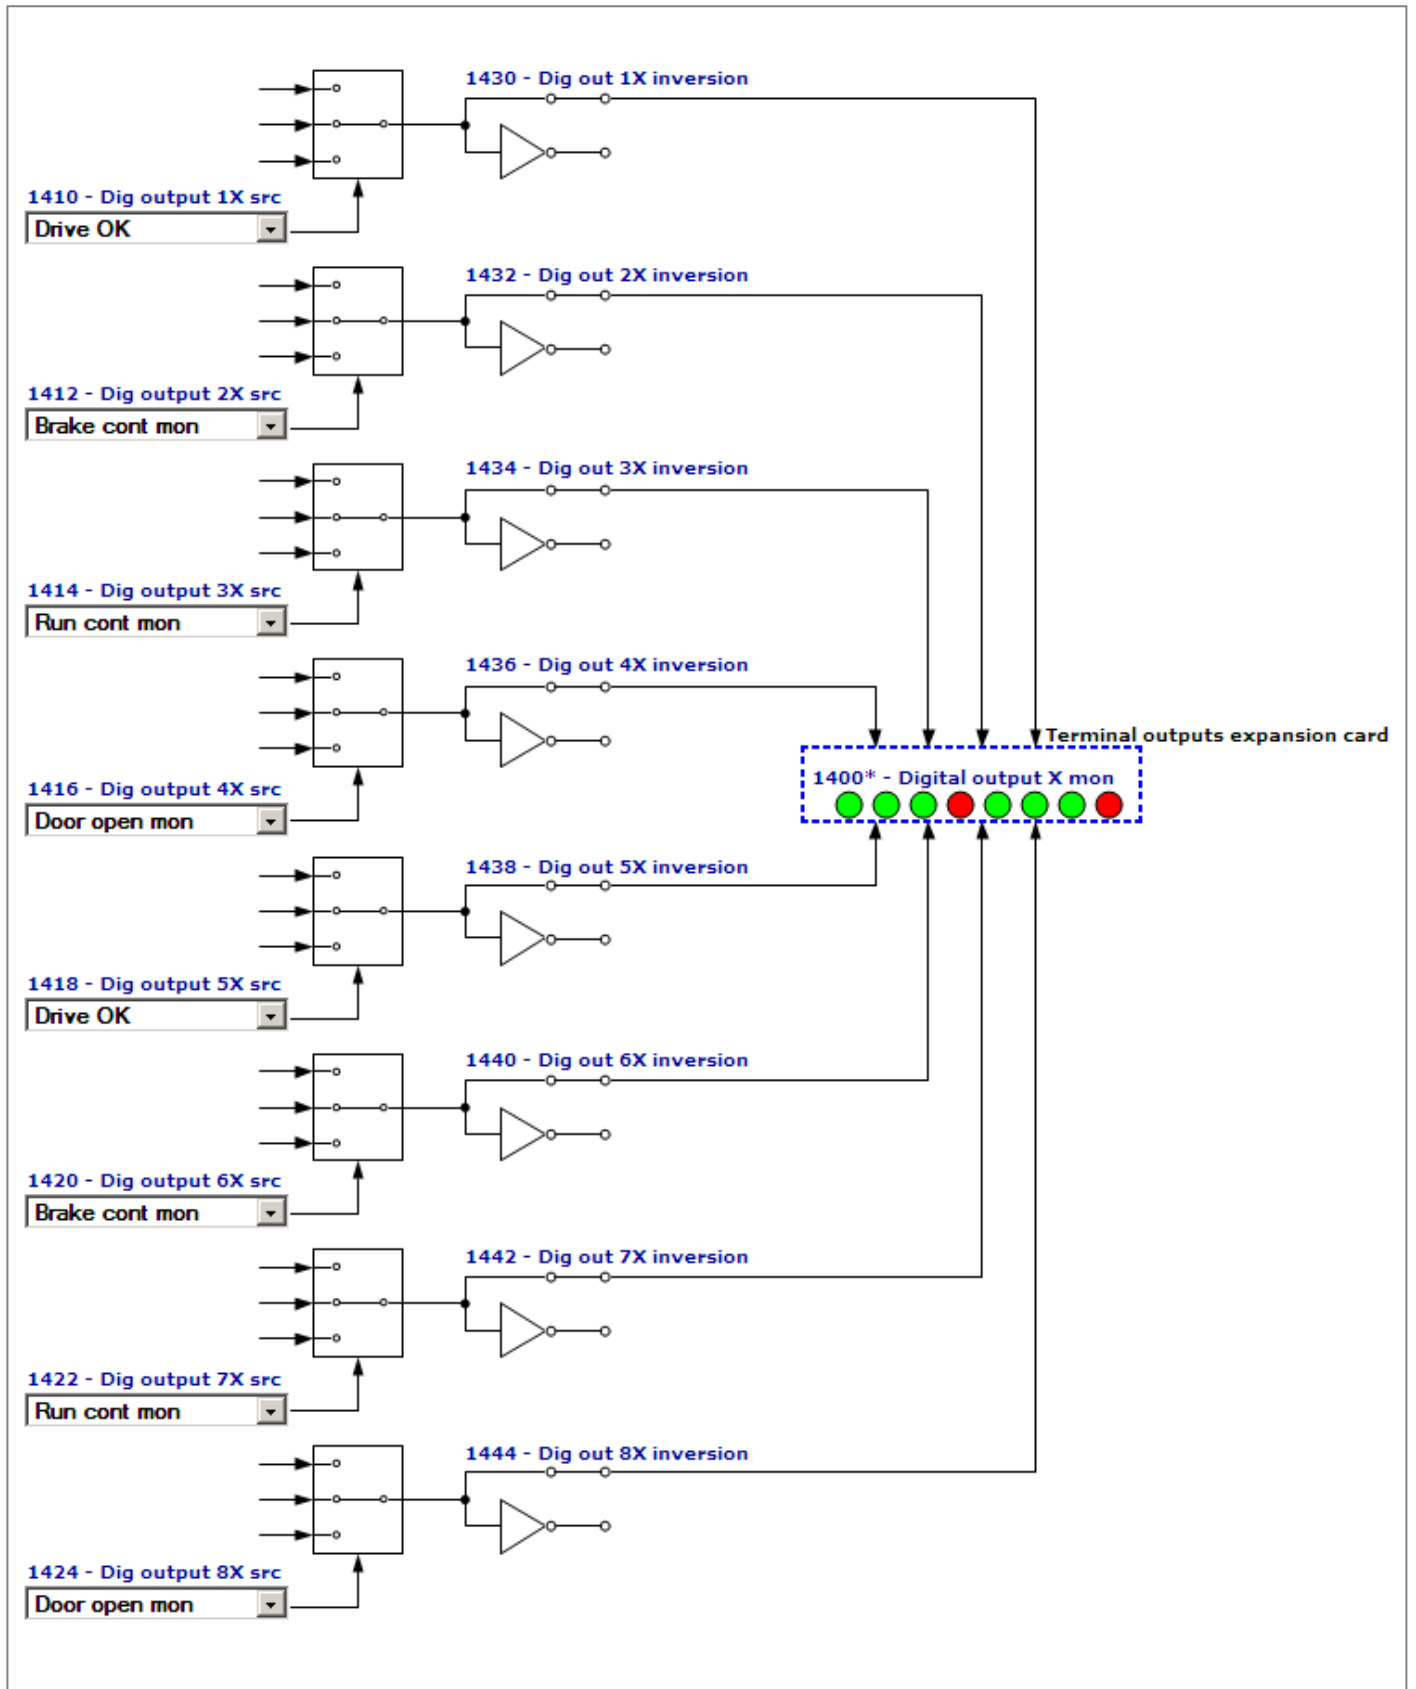 1430 - Dig out 1X inversion
1410 - Dig output 1X src
Drive OK
1432 - Dig out 2X inversion
1412 - Dig output 2X src
Brake cont mon
1434 - Dig out 3X inversion
1414 - Dig output 3X src
Run cont mon
1436 - Dig out 4X inversion
Terminal outputs expansion card
1400* - Digital output X mon
1416 - Dig output 4X src
Door open mon
1438 - Dig out 5X inversion
1418 - Dig output 5X src
Drive OK
1440 - Dig out 6X inversion
1420 - Dig output 6X src
Brake cont mon
1442 - Dig out 7X inversion
1422 - Dig output 7X src
Run cont mon
1444 - Dig out 8X inversion
1424 - Dig output 8X src
Door open mon